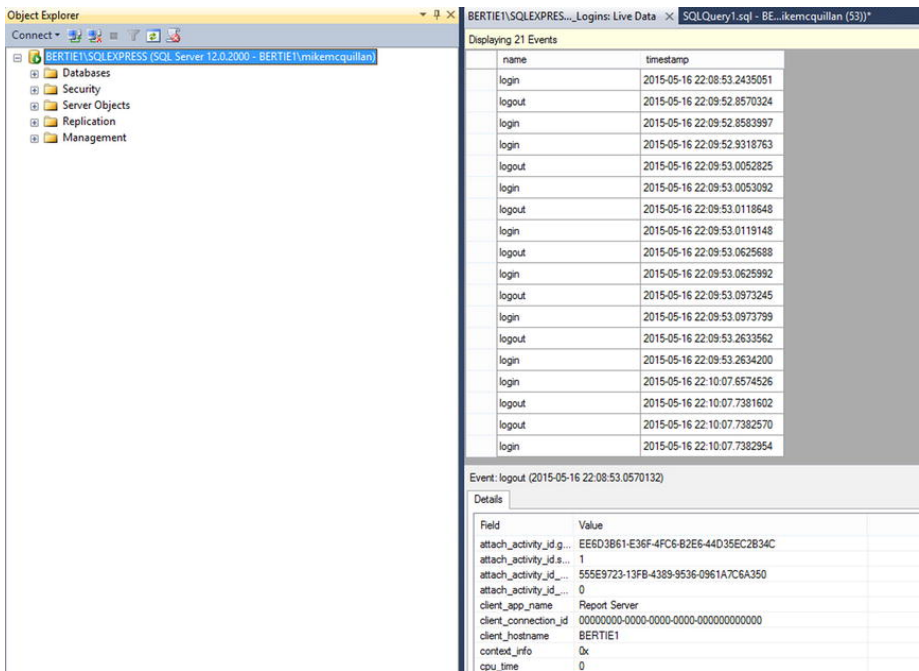 Object Explorer
Connect
BERTIE1\SQLEXPRESS (SQL Server 12.0.2000 - BERTIE1\mikemcquillan)
Databases
Security
Server Objects
Replication
Management
BERTIE1\SQLEXPRES..._Logins: Live Data
SQLQuery1.sql - BE...ikemcquillan (53))*
Displaying 21 Events
name timestamp
login 2015-05-16 22:08:53.2435051
logout 2015-05-16 22:09:52.8570324
login 2015-05-16 22:09:52.8583997
login 2015-05-16 22:09:52.9318763
logout 2015-05-16 22:09:53.0052825
login 2015-05-16 22:09:53.0053092
logout 2015-05-16 22:09:53.0118648
login 2015-05-16 22:09:53.0119148
logout 2015-05-16 22:09:53.0625688
login 2015-05-16 22:09:53.0625992
logout 2015-05-16 22:09:53.0973245
login 2015-05-16 22:09:53.0973799
logout 2015-05-16 22:09:53.2633562
login 2015-05-16 22:09:53.2634200
login 2015-05-16 22:10:07.6574526
logout 2015-05-16 22:10:07.7381602
logout 2015-05-16 22:10:07.7382570
login 2015-05-16 22:10:07.7382954
Event: logout (2015-05-16 22:08:53.0570132)
Details
Field Value
attach_activity_id.g... EE6D3B61-E36F-4FC6-B2E6-44D35EC2B34C
attach_activity_id.s... 1
attach_activity_id_... 555E9723-13FB-4389-9536-0961A7C6A350
attach_activity_id_... 0
client_app_name Report Server
client_connection_id 00000000-0000-0000-0000-000000000000
client_hostname BERTIE1
context_info 0x
cpu_time 0